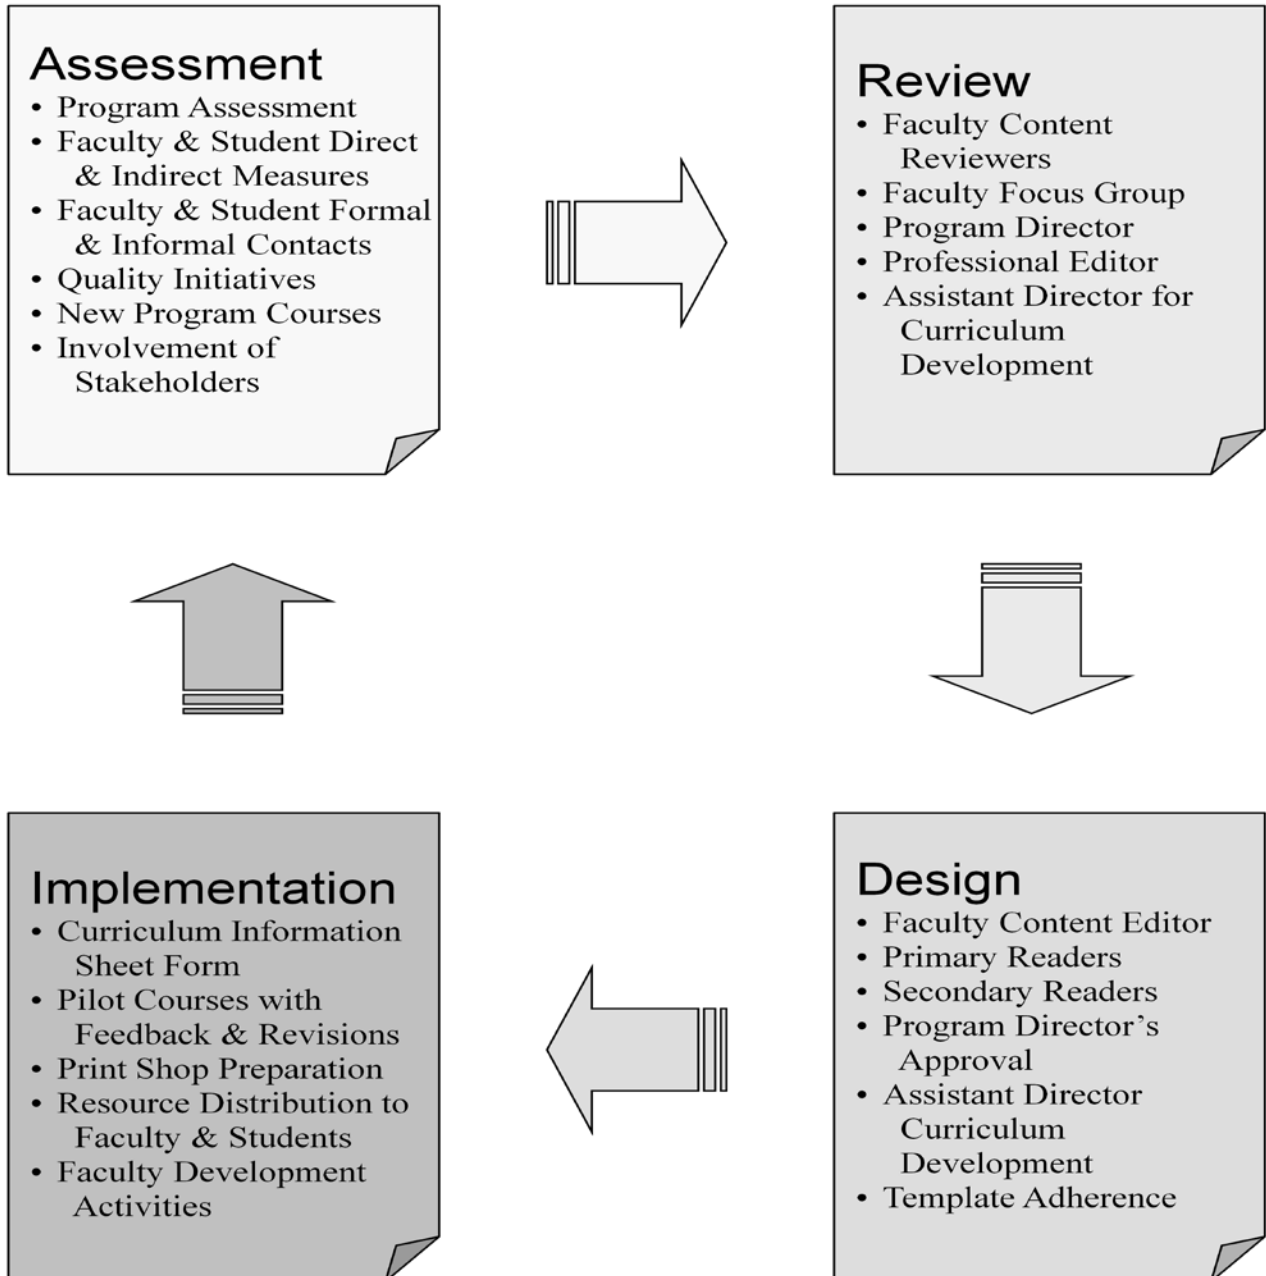 Assessment
• Program Assessment
• Faculty & Student Direct
& Indirect Measures
• Faculty & Student Formal
& Informal Contacts
• Quality Initiatives
• New Program Courses
• Involvement of
Stakeholders
Review
• Faculty Content
Reviewers
• Faculty Focus Group
• Program Director
• Professional Editor
• Assistant Director for
Curriculum
Development
Implementation
• Curriculum Information
Sheet Form
• Pilot Courses with
Feedback & Revisions
• Print Shop Preparation
• Resource Distribution to
Faculty & Students
• Faculty Development
Activities
Design
• Faculty Content Editor
• Primary Readers
• Secondary Readers
• Program Director’s
Approval
• Assistant Director
Curriculum
Development
• Template Adherence